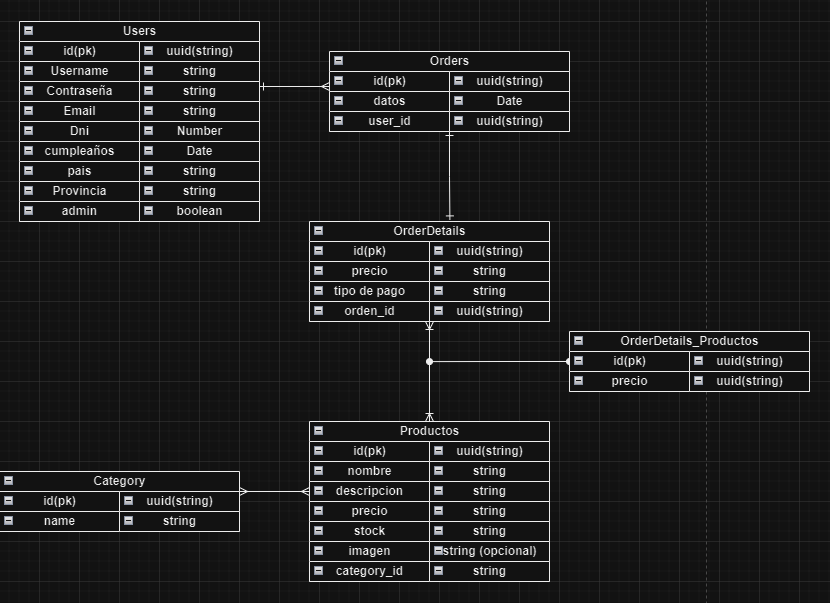 Users
id(pk) uuid(string)
Username string
Contraseña string
Email string
Dni Number
cumpleaños Date
pais string
Provincia string
admin boolean
Orders
id(pk) uuid(string)
datos Date
user_id uuid(string)
OrderDetails
id(pk) uuid(string)
precio string
tipo de pago string
orden_id uuid(string)
OrderDetails_Productos
id(pk) uuid(string)
precio uuid(string)
Productos
id(pk) uuid(string)
nombre string
descripcion string
precio string
stock string
imagen string (opcional)
category_id string
Category
id(pk) uuid(string)
name string